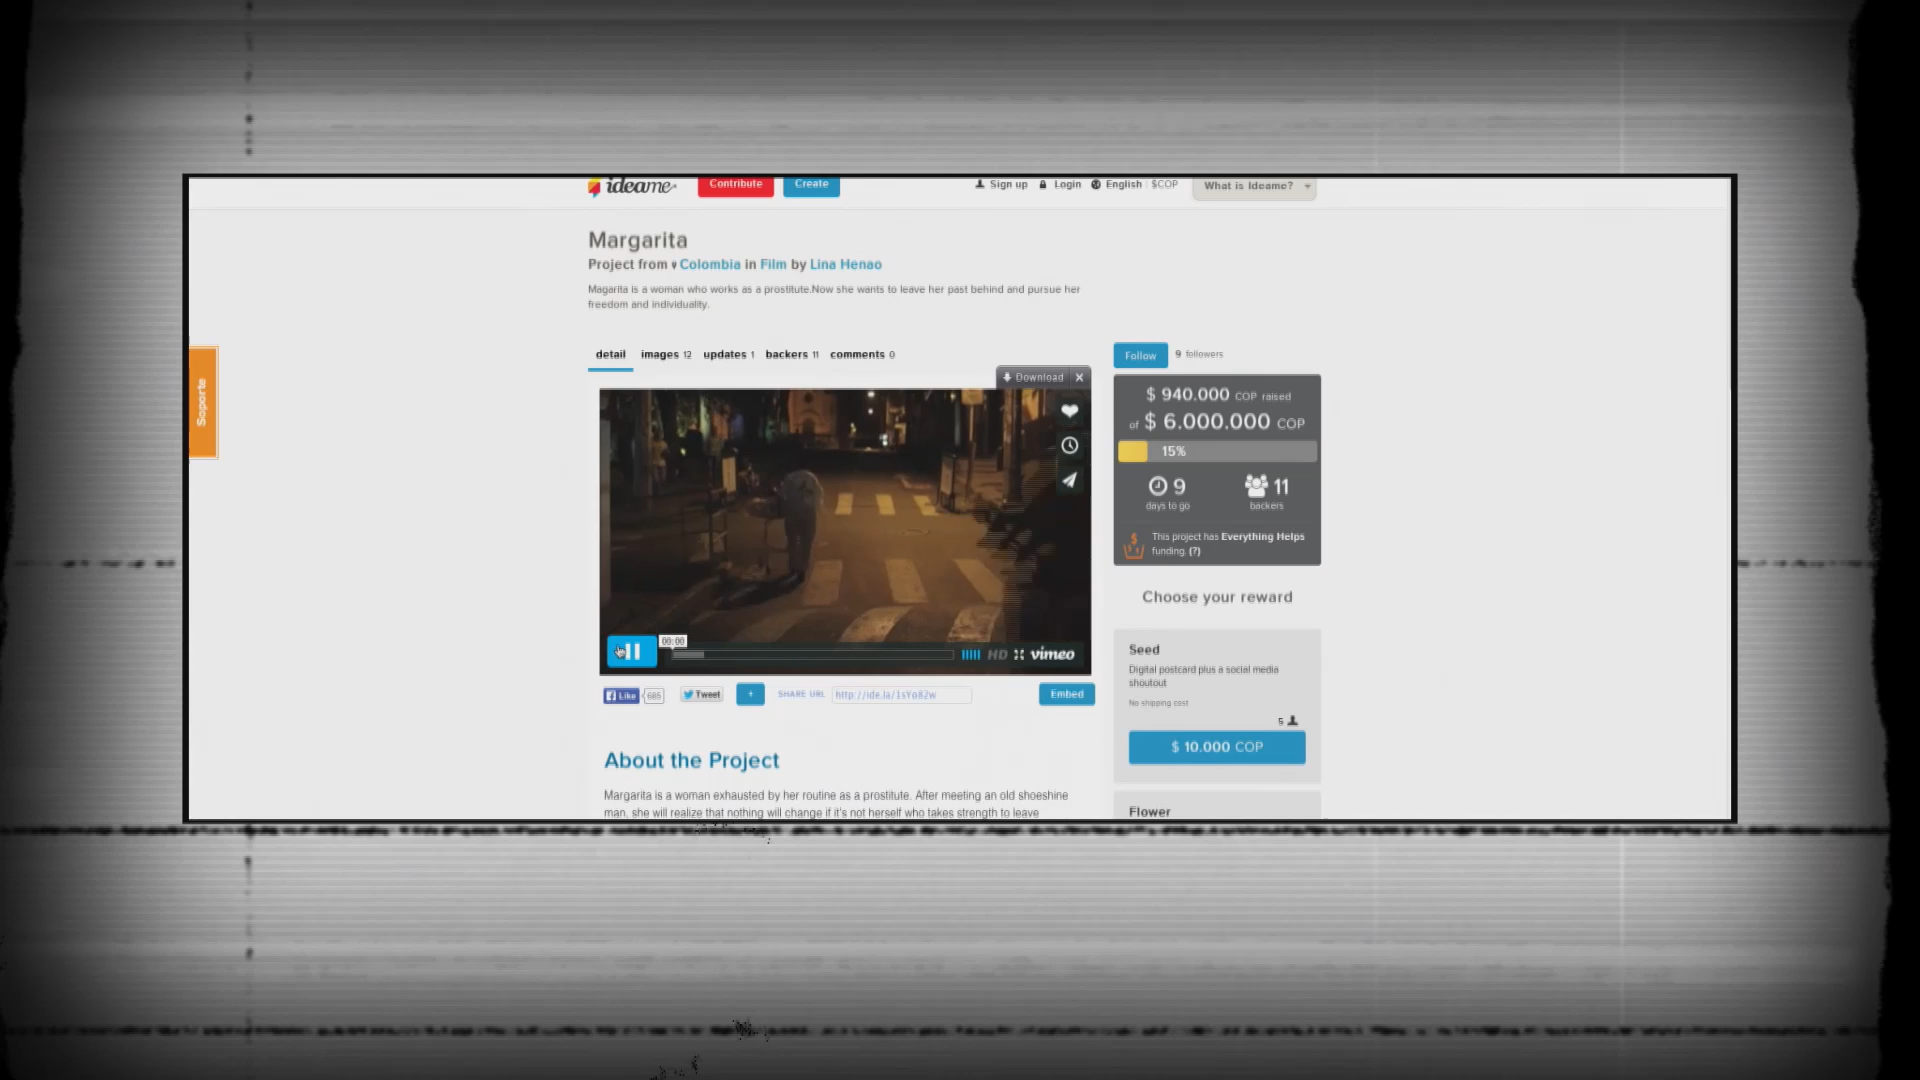 ideame
Contribute
Create
Sign up
Login
English | $COP
What is Ideame?
Margarita
Project from Colombia in Film by Lina Henao
Magarita is a woman who works as a prostitute.Now she wants to leave her past behind and pursue her
freedom and individuality.
Soporte
detail images 12 updates 1 backers 11 comments 0
Download
Follow 9 followers
$ 940.000 COP raised
of $ 6.000.000 COP
15%
9
days to go
11
backers
This project has Everything Helps
funding. (?)
Choose your reward
00:00
HD vimeo
Like 685
Tweet
+
SHARE URL http://ide.la/1sYo82w
Embed
Seed
Digital postcard plus a social media
shoutout
No shipping cost
5
$ 10.000 COP
About the Project
Margarita is a woman exhausted by her routine as a prostitute. After meeting an old shoeshine
man, she will realize that nothing will change if it's not herself who takes strength to leave
Flower